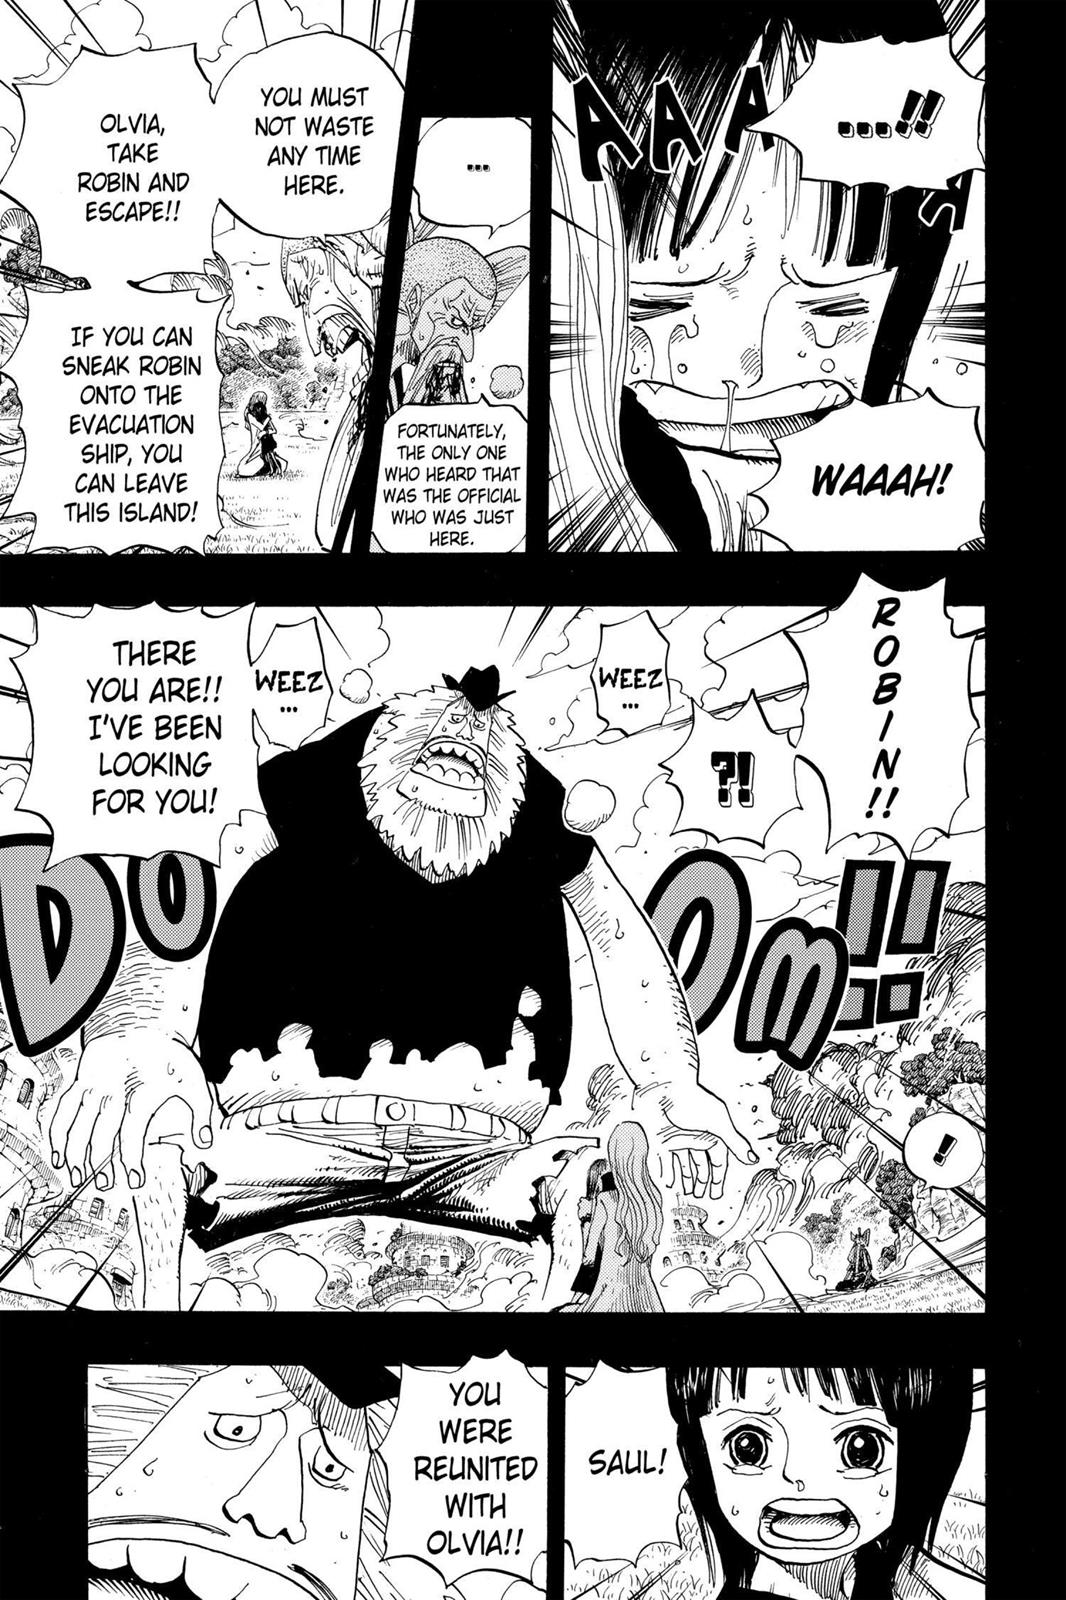 ....!!
AAAAA
WAAAH!
...
FORTUNATELY,
THE ONLY ONE
WHO HEARD THAT
WAS THE OFFICIAL
WHO WAS JUST
HERE.
YOU MUST
NOT WASTE
ANY TIME
HERE.
OLVIA,
TAKE
ROBIN AND
ESCAPE!!
IF YOU CAN
SNEAK ROBIN
ONTO THE
EVACUATION
SHIP, YOU
CAN LEAVE
THIS ISLAND!
ROBIN!!
?!
WEEZ
...
WEEZ
...
THERE
YOU ARE!!
I'VE BEEN
LOOKING
FOR YOU!
DOOM!!
!
SAUL!
YOU
WERE
REUNITED
WITH
OLVIA!!